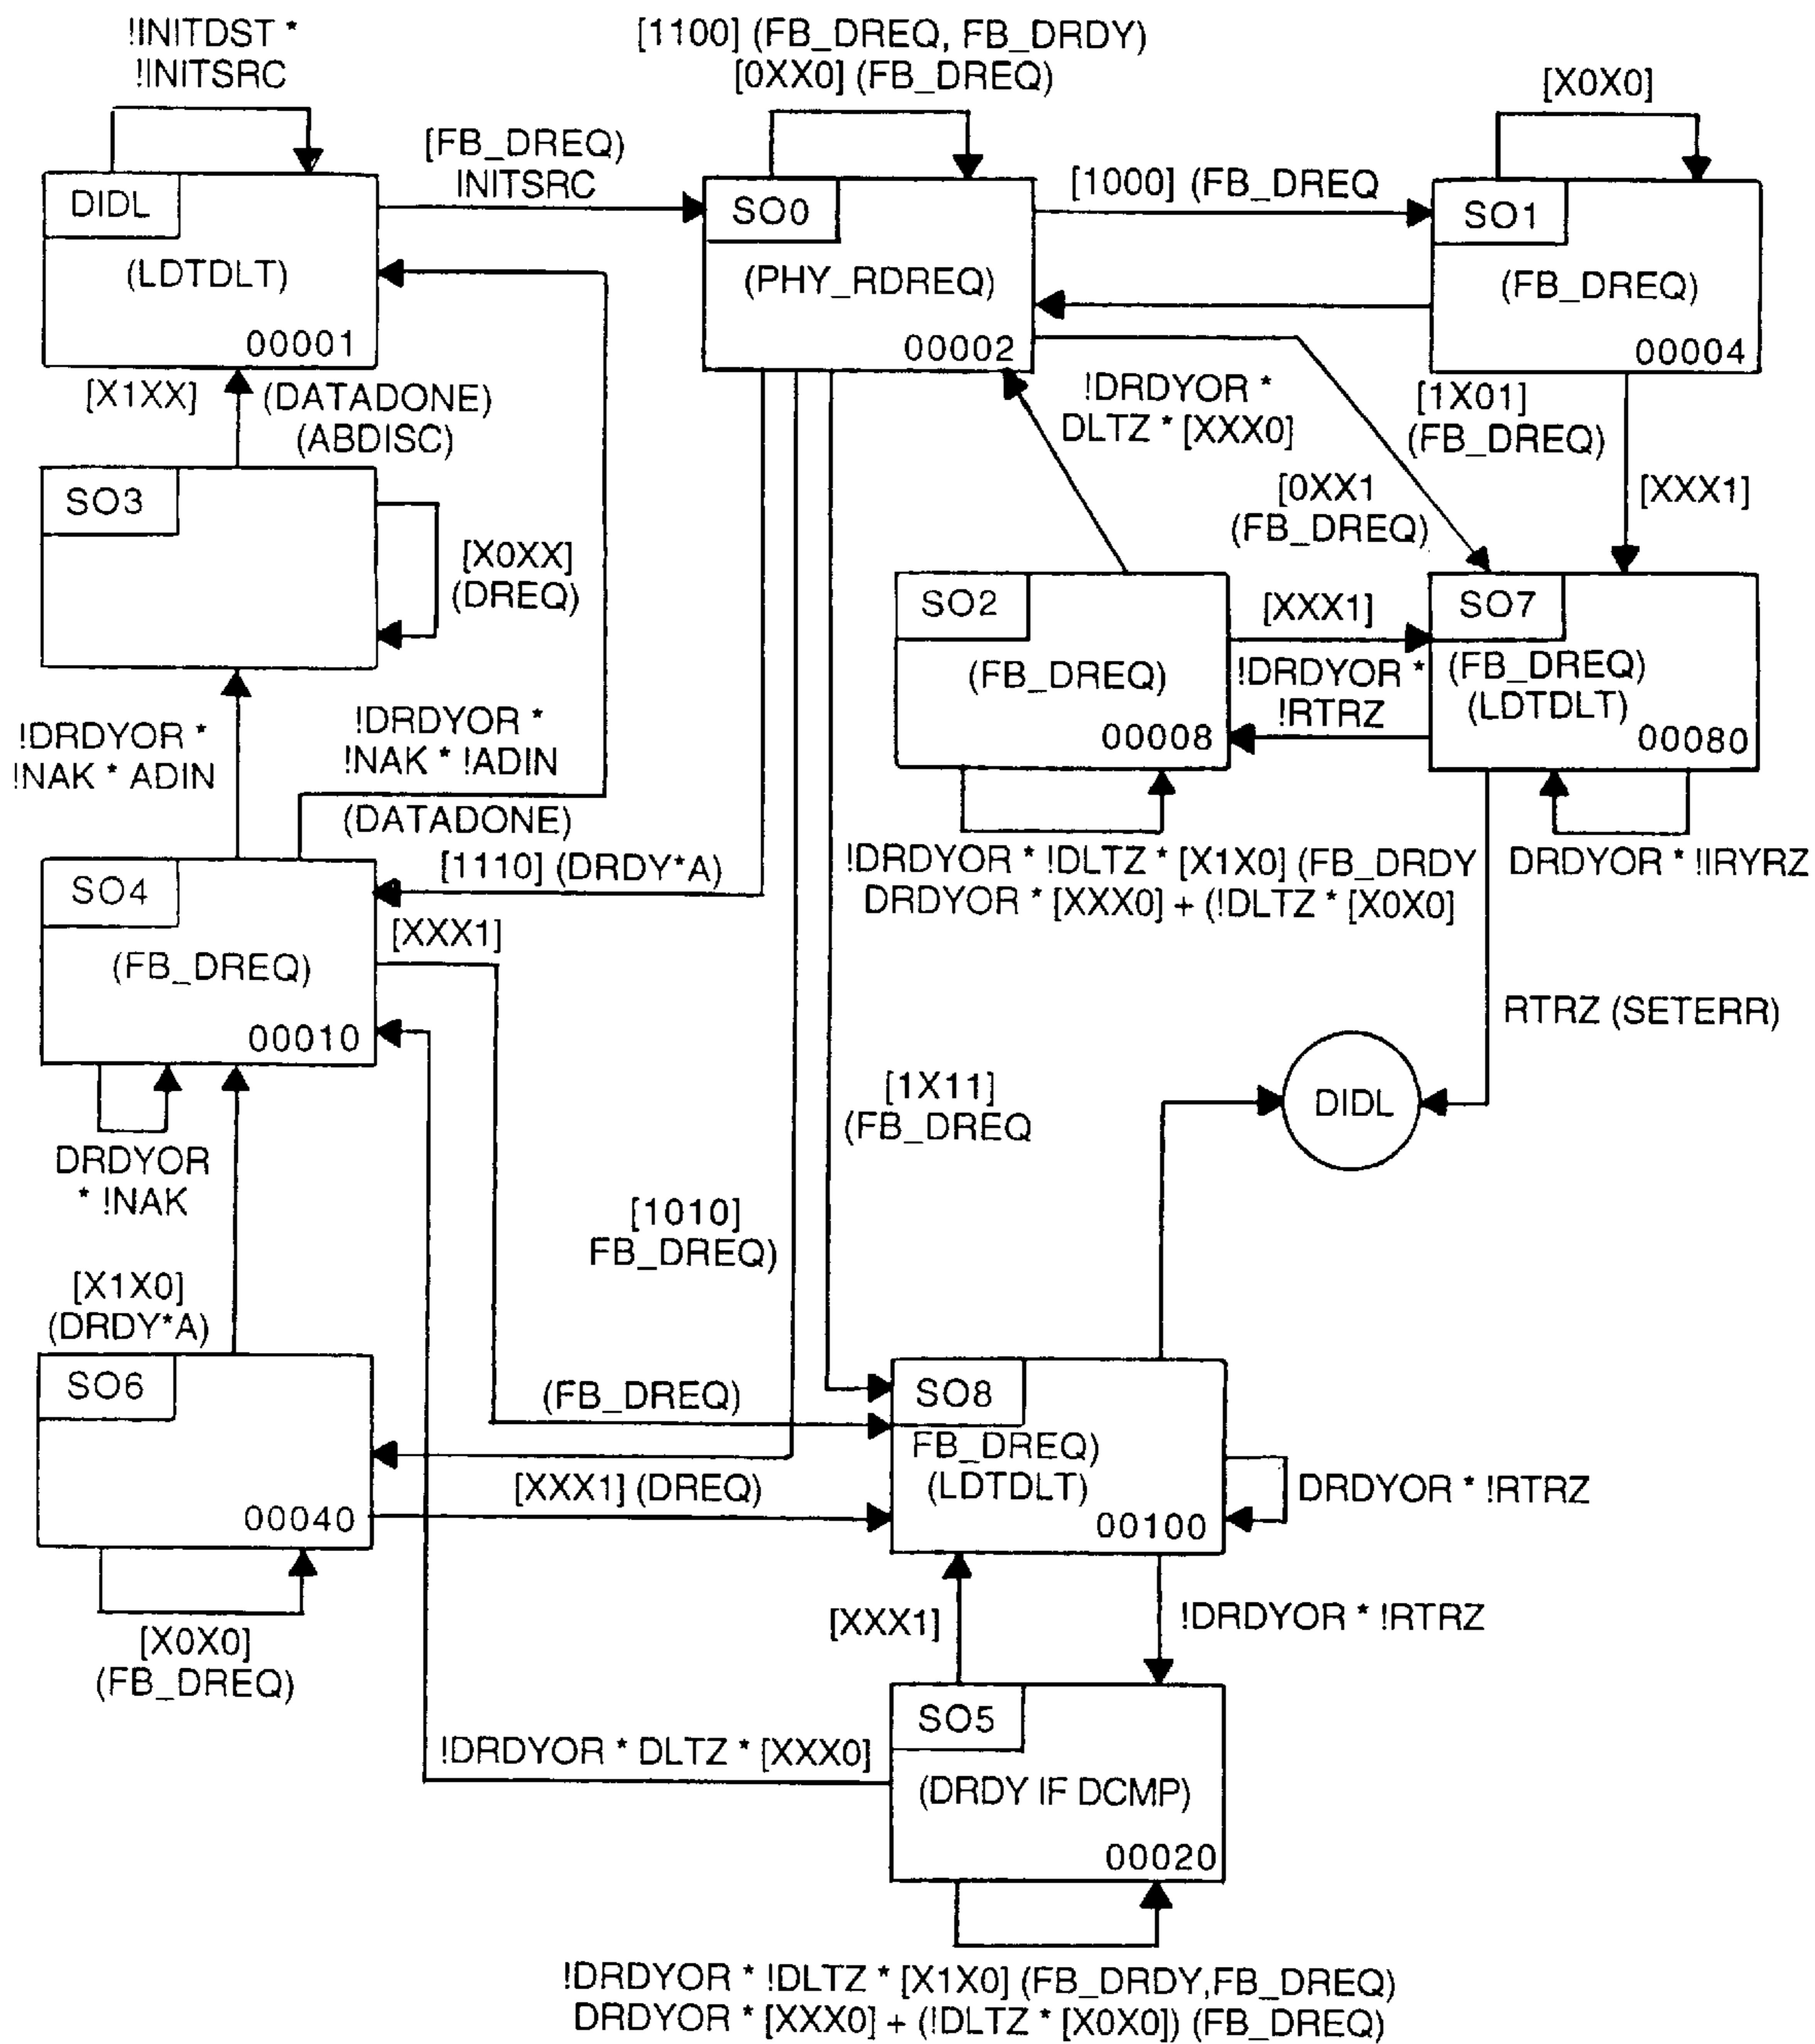 !INITDST *
!INITSRC
[1100] (FB_DREQ, FB_DRDY)
[0XX0] (FB_DREQ)
[X0X0]
[FB_DREQ)
INITSRC
DIDL
(LDTDLT)
00001
SO0
(PHY_RDREQ)
00002
[1000] (FB_DREQ
SO1
(FB_DREQ)
00004
[X1XX]
(DATADONE)
(ABDISC)
!DRDYOR *
DLTZ * [XXX0]
[1X01]
(FB_DREQ)
[XXX1]
SO3
[X0XX]
(DREQ)
[0XX1
(FB_DREQ)
SO2
(FB_DREQ)
00008
[XXX1]
!DRDYOR *
!RTRZ
SO7
(FB_DREQ)
(LDTDLT)
00080
!DRDYOR *
!NAK * ADIN
!DRDYOR *
!NAK * !ADIN
(DATADONE)
!DRDYOR * !DLTZ * [X1X0] (FB_DRDY
DRDYOR * [XXX0] + (!DLTZ * [X0X0]
DRDYOR * !IRYRZ
[1110] (DRDY*A)
SO4
(FB_DREQ)
00010
[XXX1]
RTRZ (SETERR)
DIDL
[1X11]
(FB_DREQ
DRDYOR
* !NAK
[1010]
FB_DREQ)
[X1X0]
(DRDY*A)
SO6
00040
(FB_DREQ)
SO8
FB_DREQ)
(LDTDLT)
00100
[XXX1] (DREQ)
DRDYOR * !RTRZ
[X0X0]
(FB_DREQ)
[XXX1]
!DRDYOR * !RTRZ
!DRDYOR * DLTZ * [XXX0]
SO5
(DRDY IF DCMP)
00020
!DRDYOR * !DLTZ * [X1X0] (FB_DRDY,FB_DREQ)
DRDYOR * [XXX0] + (!DLTZ * [X0X0]) (FB_DREQ)